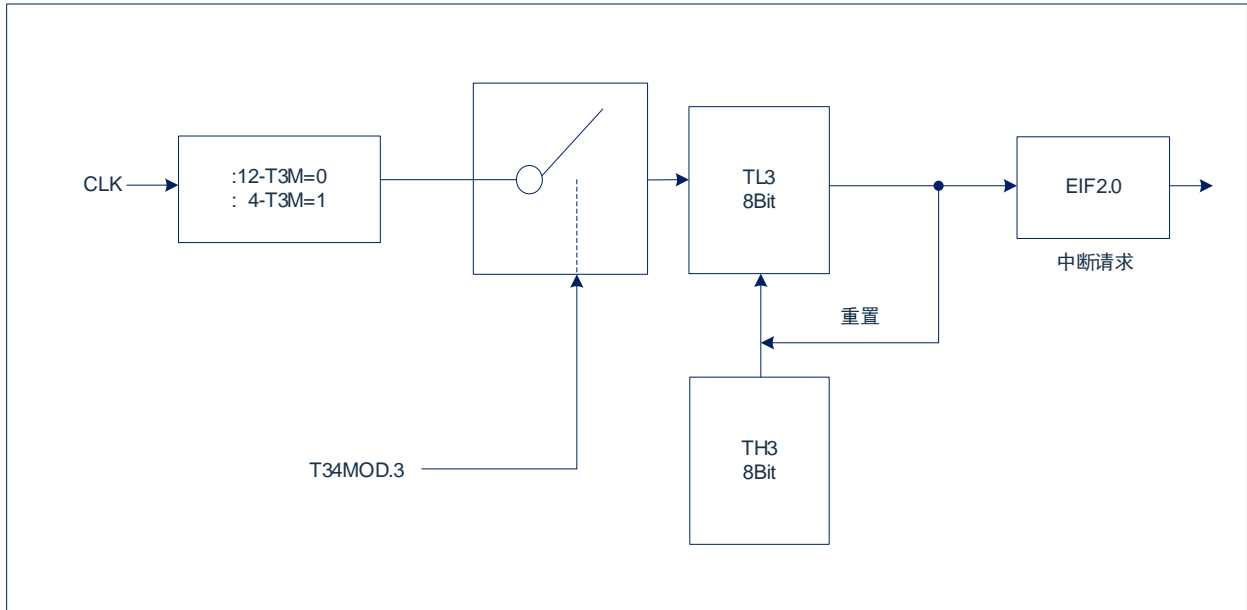 CLK
:12-T3M=0
: 4-T3M=1
TL3
8Bit
EIF2.0
中断请求
重置
TH3
8Bit
T34MOD.3